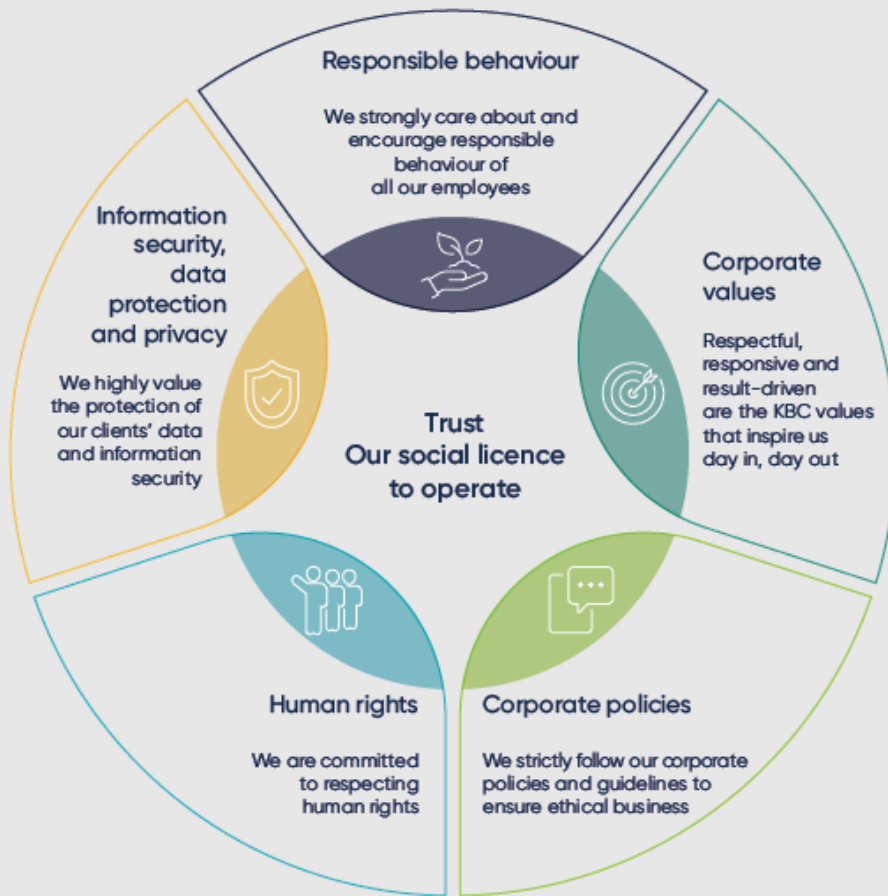 Responsible behaviour
We strongly care about and
encourage responsible
behaviour of
all our employees
Information
security,
data
protection
and privacy
We highly value
the protection of
our clients' data
and information
security
Corporate
values
Respectful,
responsive and
result-driven
are the KBC values
that inspire us
day in, day out
Trust
Our social licence
to operate
Human rights
We are committed
to respecting
human rights
Corporate policies
We strictly follow our corporate
policies and guidelines to
ensure ethical business